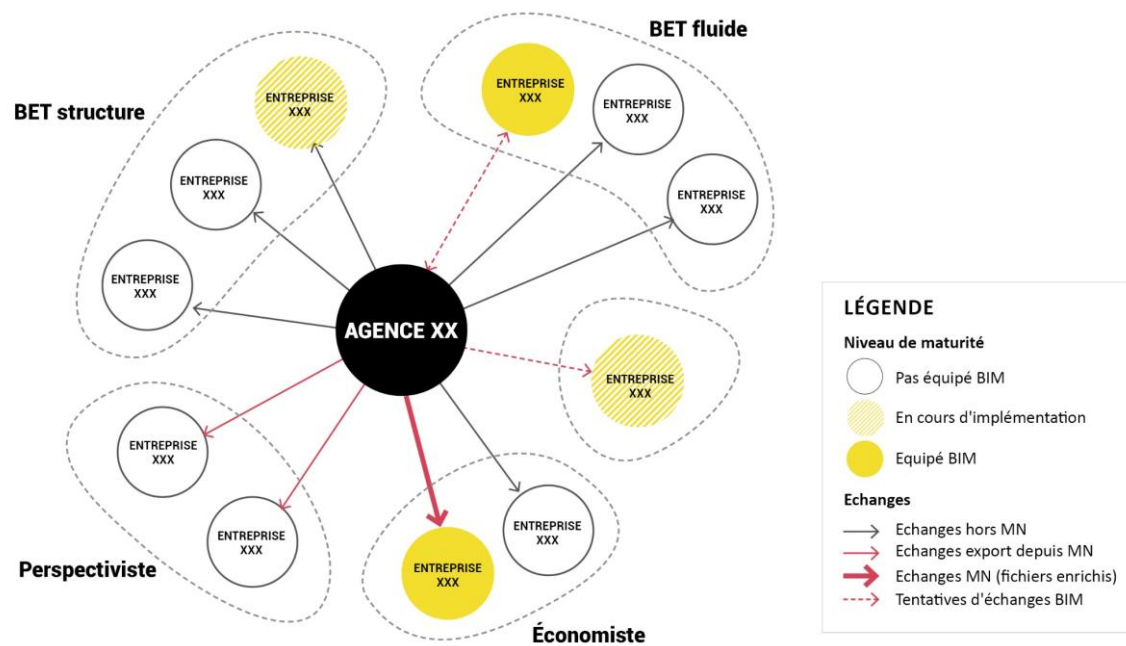 BET fluide
BET structure
ENTREPRISE
XXX
ENTREPRISE
XXX
ENTREPRISE
XXX
ENTREPRISE
XXX
ENTREPRISE
XXX
ENTREPRISE
XXX
AGENCE XX
ENTREPRISE
XXX
ENTREPRISE
XXX
ENTREPRISE
XXX
Perspectiviste
ENTREPRISE
XXX
ENTREPRISE
XXX
Économiste
LÉGENDE
Niveau de maturité
Pas équipé BIM
En cours d'implémentation
Equipé BIM
Echanges
Echanges hors MN
Echanges export depuis MN
Echanges MN (fichiers enrichis)
Tentatives d'échanges BIM